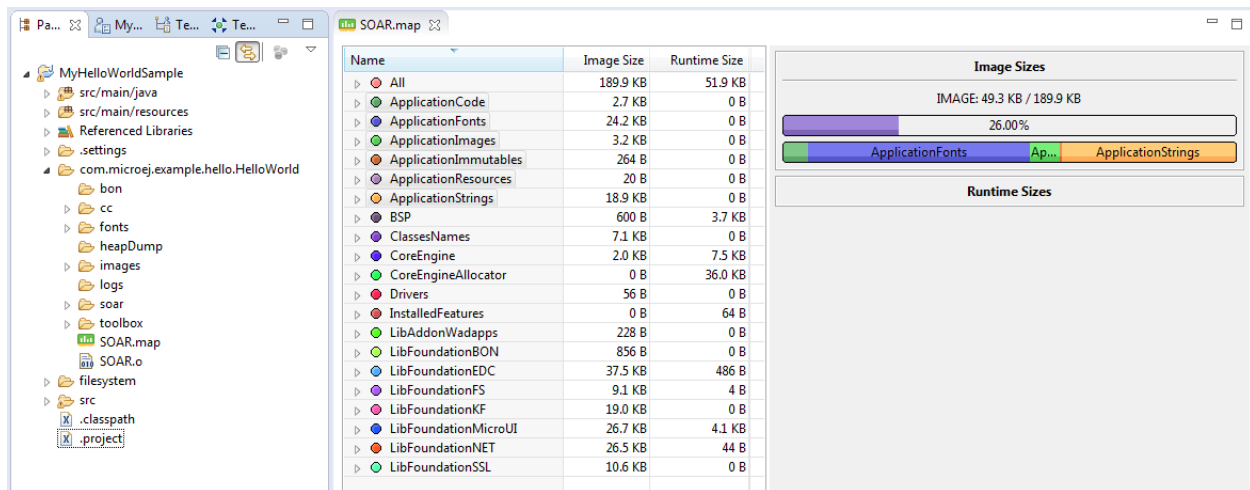 Pa... My... Te... Te...
MyHelloWorldSample
src/main/java
src/main/resources
Referenced Libraries
.settings
com.microej.example.hello.HelloWorld
bon
cc
fonts
heapDump
images
logs
soar
toolbox
SOAR.map
SOAR.o
filesystem
src
.classpath
.project
SOAR.map
Name Image Size Runtime Size
All 189.9 KB 51.9 KB
ApplicationCode 2.7 KB 0 B
ApplicationFonts 24.2 KB 0 B
ApplicationImages 3.2 KB 0 B
ApplicationImmutables 264 B 0 B
ApplicationResources 20 B 0 B
ApplicationStrings 18.9 KB 0 B
BSP 600 B 3.7 KB
ClassesNames 7.1 KB 0 B
CoreEngine 2.0 KB 7.5 KB
CoreEngineAllocator 0 B 36.0 KB
Drivers 56 B 0 B
InstalledFeatures 0 B 64 B
LibAddonWadapps 228 B 0 B
LibFoundationBON 856 B 0 B
LibFoundationEDC 37.5 KB 486 B
LibFoundationFS 9.1 KB 4 B
LibFoundationKF 19.0 KB 0 B
LibFoundationMicroUI 26.7 KB 4.1 KB
LibFoundationNET 26.5 KB 44 B
LibFoundationSSL 10.6 KB 0 B
Image Sizes
IMAGE: 49.3 KB / 189.9 KB
26.00%
ApplicationFonts Ap... ApplicationStrings
Runtime Sizes